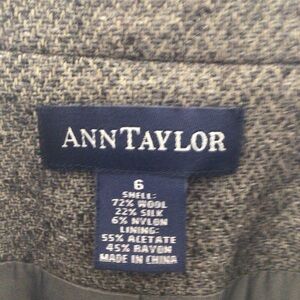 ANNTAYLOR
6
SHELL:
72% WOOL
22% SILK
6% NYLON
LINING:
55% ACETATE
45% RAYON
MADE IN CHINA